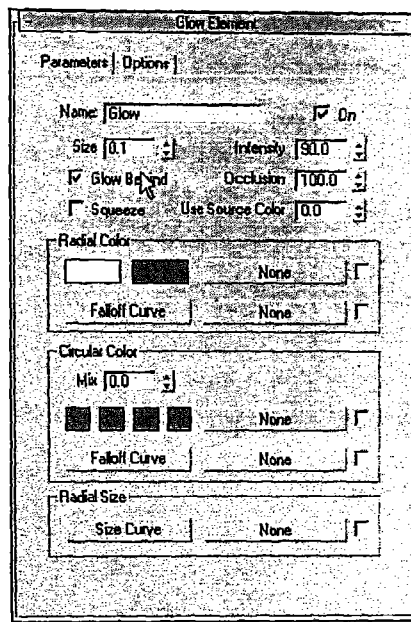 Glow Element
Parameters Options
Name: Glow On
Size 0.1 Intensity 90.0
Glow Behind Occlusion 100.0
Squeeze Use Source Color 0.0
Radial Color
None
Falloff Curve None
Circular Color
Mix 0.0
None
Falloff Curve None
Radial Size
Size Curve None